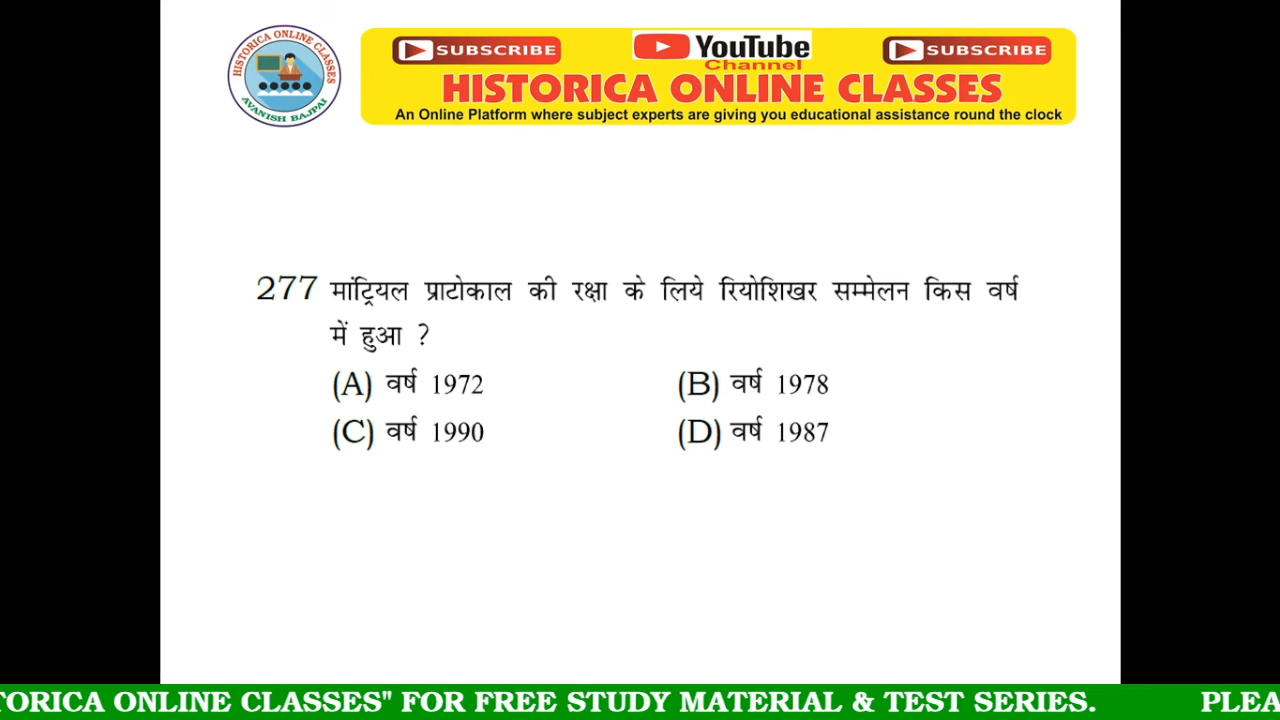 HISTORICA ONLINE CLASSES
AVANISH BAJPAI
SUBSCRIBE
YouTube
Channel
SUBSCRIBE
HISTORICA ONLINE CLASSES
An Online Platform where subject experts are giving you educational assistance round the clock
277 मांट्रियल प्राटोकाल की रक्षा के लिये रियोशिखर सम्मेलन किस वर्ष
में हुआ ?
(A) वर्ष 1972 (B) वर्ष 1978
(C) वर्ष 1990 (D) वर्ष 1987
TORICA ONLINE CLASSES" FOR FREE STUDY MATERIAL & TEST SERIES. PLEA